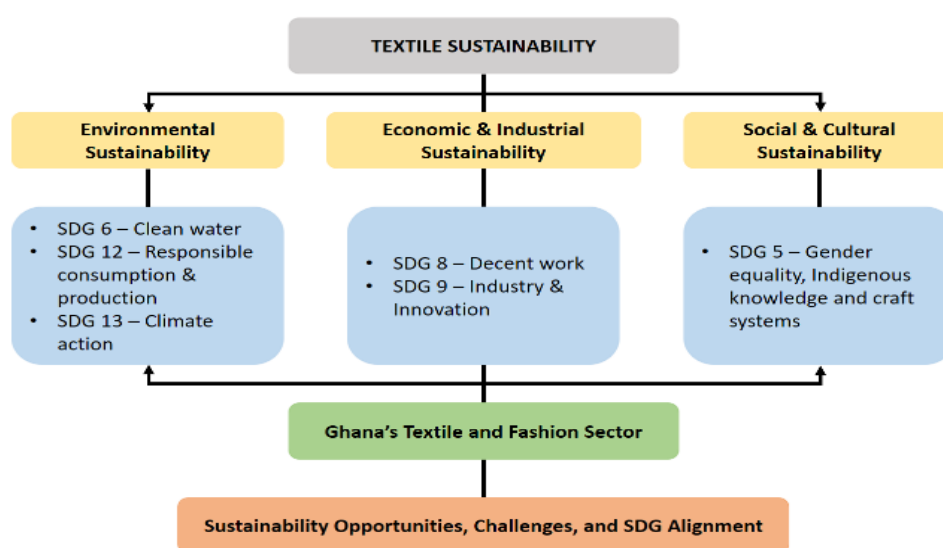 TEXTILE SUSTAINABILITY
Environmental
Sustainability
Economic & Industrial
Sustainability
Social & Cultural
Sustainability
• SDG 6 – Clean water
• SDG 12 – Responsible
consumption &
production
• SDG 13 – Climate
action
• SDG 8 – Decent work
• SDG 9 – Industry &
Innovation
• SDG 5 – Gender
equality, Indigenous
knowledge and craft
systems
Ghana’s Textile and Fashion Sector
Sustainability Opportunities, Challenges, and SDG Alignment